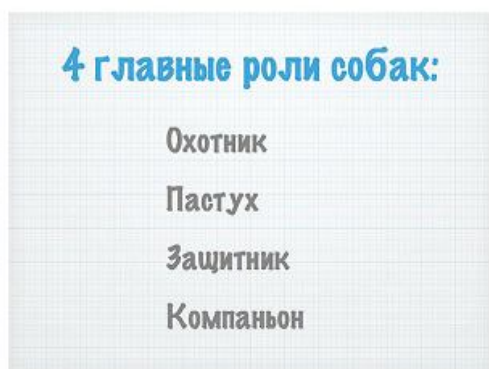 4 главные роли собак:
Охотник
Пастух
Защитник
Компаньон